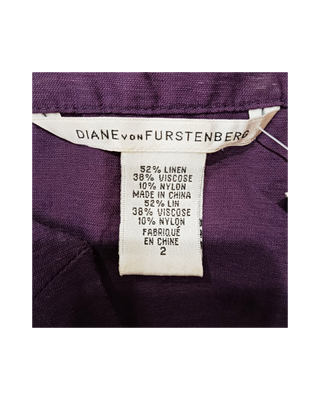 DIANE VON FURSTENBERG
52% LINEN
38% VISCOSE
10% NYLON
MADE IN CHINA
52% LIN
38% VISCOSE
10% NYLON
FABRIQUÉ
EN CHINE
2